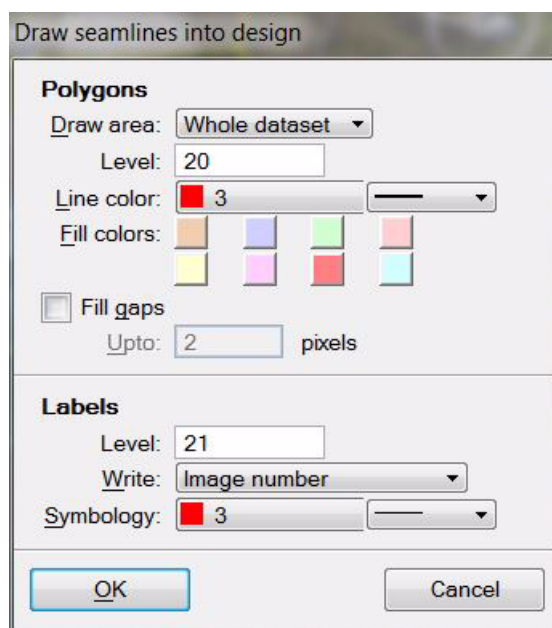 Draw seamlines into design
Polygons
Draw area: Whole dataset
Level: 20
Line color: 3
Fill colors:
Fill gaps
Upto: 2 pixels
Labels
Level: 21
Write: Image number
Symbology: 3
OK Cancel